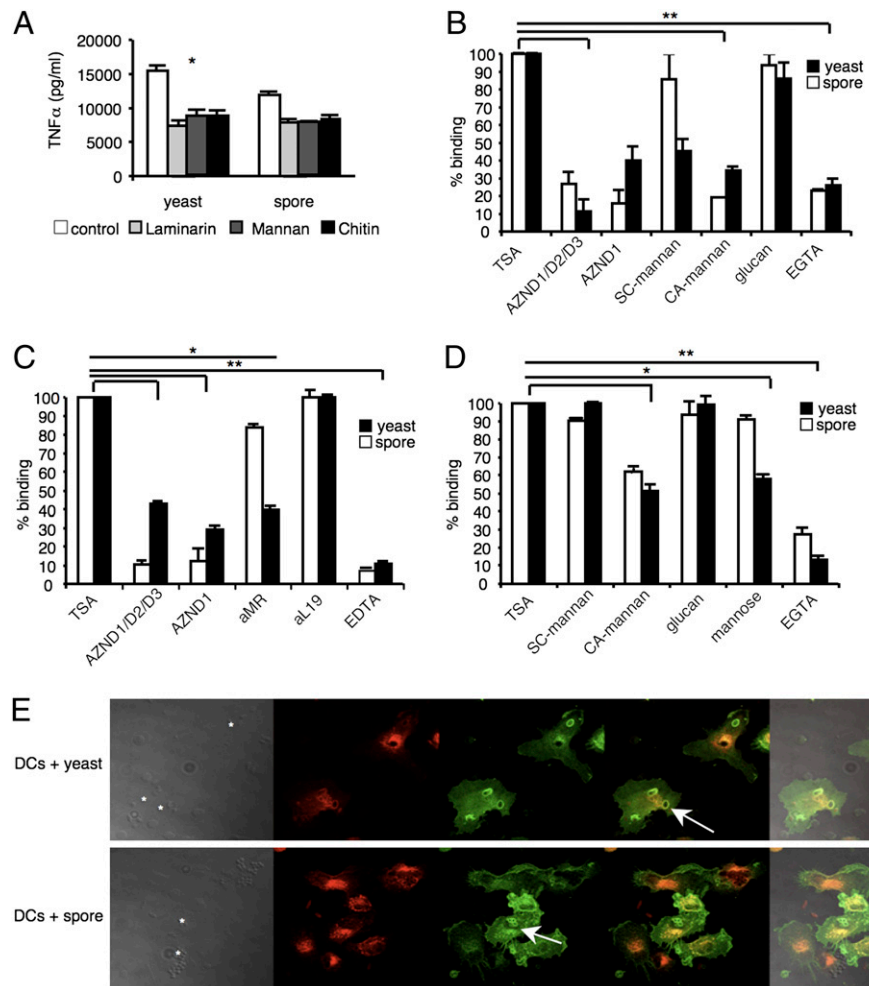 A
TNFα (pg/ml)
20000
15000
10000
5000
0
*
yeast
spore
control
Laminarin
Mannan
Chitin
B
% binding
100
90
80
70
60
50
40
30
20
10
0
**
yeast
spore
TSA
AZND1/D2/D3
AZND1
SC-mannan
CA-mannan
glucan
EGTA
C
% binding
100
90
80
70
60
50
40
30
20
10
0
*
**
yeast
spore
TSA
AZND1/D2/D3
AZND1
aMR
aL19
EDTA
D
% binding
100
90
80
70
60
50
40
30
20
10
0
**
*
yeast
spore
TSA
SC-mannan
CA-mannan
glucan
mannose
EGTA
E
DCs + yeast
*
*
*
DCs + spore
*
*